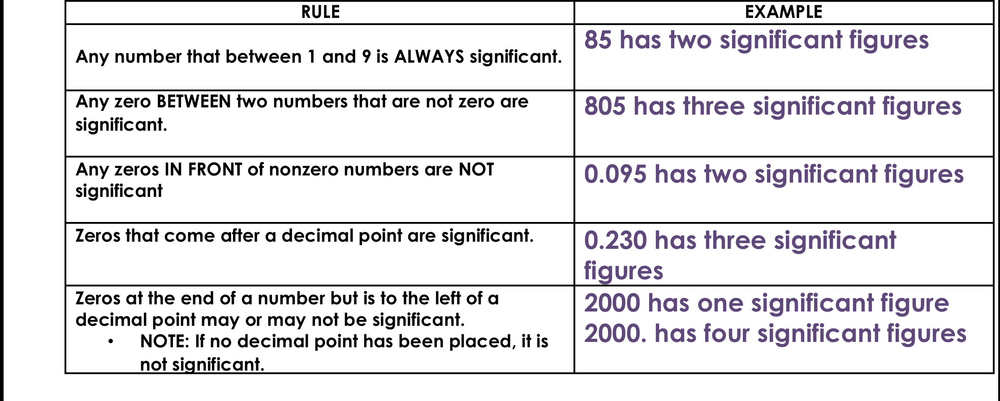 RULE
EXAMPLE
Any number that between 1 and 9 is ALWAYS significant.
85 has two significant figures
Any zero BETWEEN two numbers that are not zero are
significant.
805 has three significant figures
Any zeros IN FRONT of nonzero numbers are NOT
significant
0.095 has two significant figures
Zeros that come after a decimal point are significant.
0.230 has three significant
figures
Zeros at the end of a number but is to the left of a
decimal point may or may not be significant.
• NOTE: If no decimal point has been placed, it is
not significant.
2000 has one significant figure
2000. has four significant figures